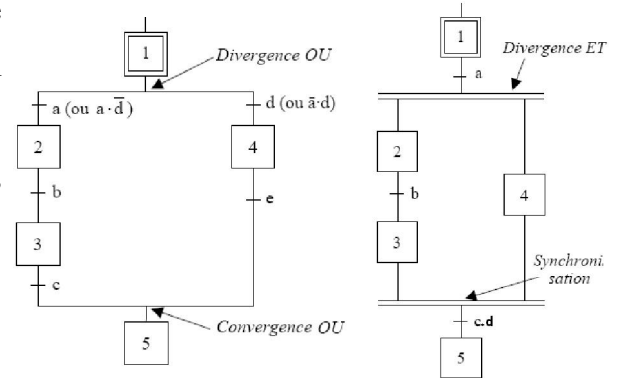 1
Divergence OU
a (ou a · d̅ )
d (ou ā·d)
2
4
b
e
3
c
Convergence OU
5
1
Divergence ET
a
2
b
4
3
Synchroni.
sation
c.d
5